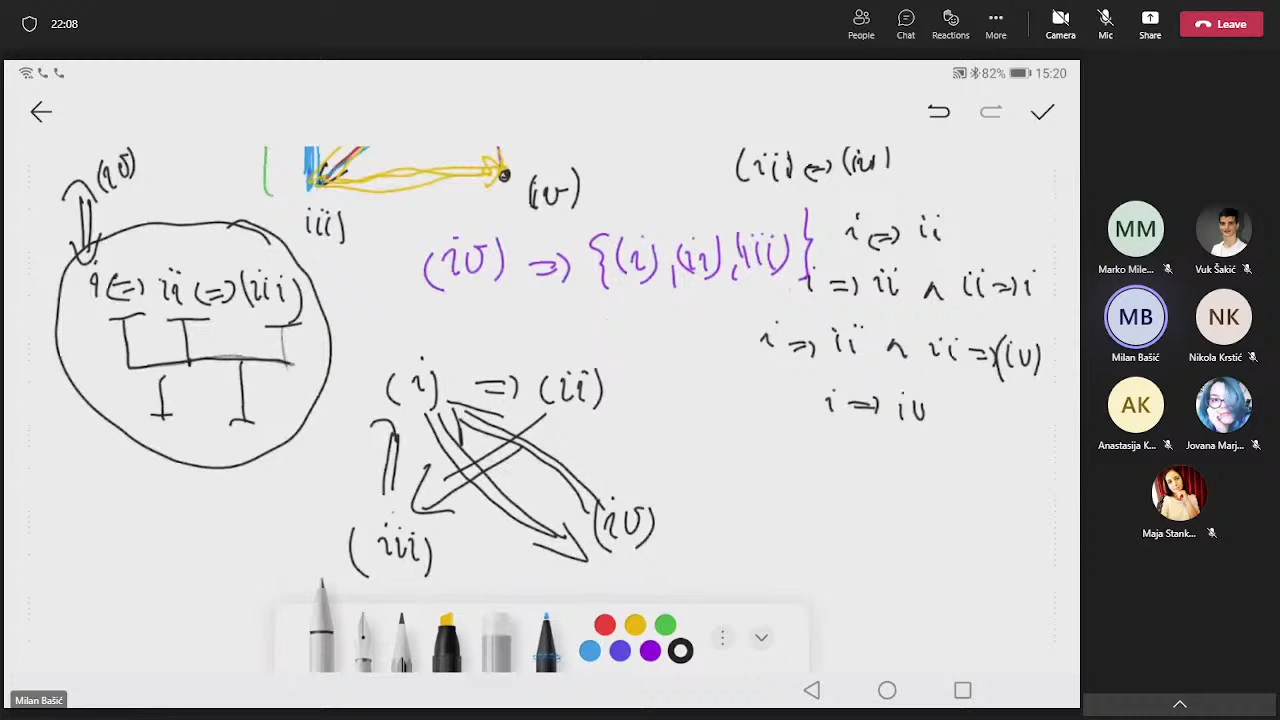 22:08
People Chat Reactions More Camera Mic Share Leave
82% 15:20
(iv)
iii)
(iv)
(iii) <=> (iv)
(iv) => {(i), (ii), (iii)}
i <=> ii
i <=> ii <=> (iii)
i => ii ∧ ii => i
i => ii ∧ ii => (iv)
i => iv
(i) => (ii)
(iii)
(iv)
Marko Mile...
Vuk Šakić
Milan Bašić
Nikola Krstić
Anastasija K...
Jovana Marj...
Maja Stank...
MM
MB
NK
AK
Milan Bašić